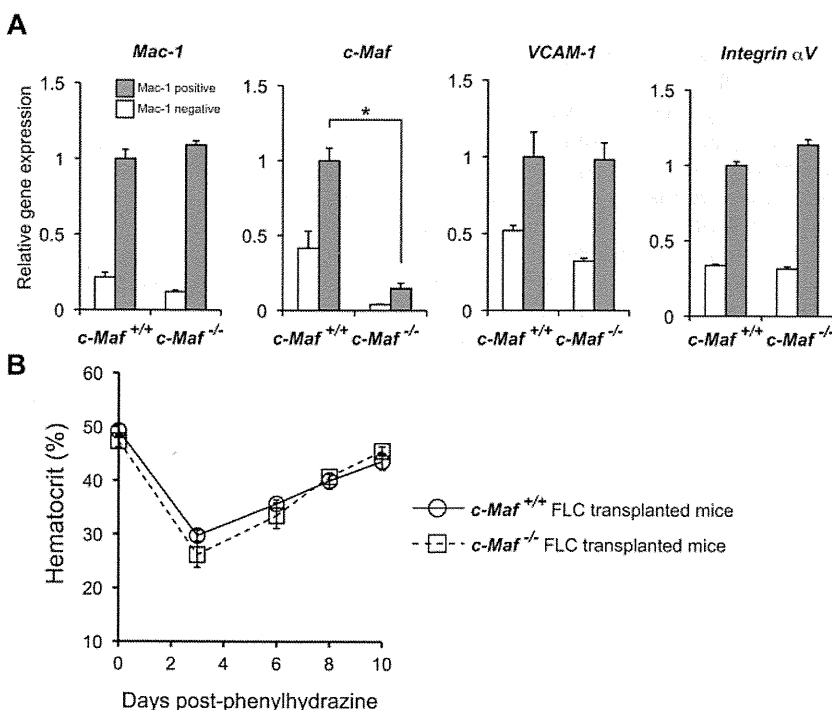 A
Mac-1
c-Maf
VCAM-1
Integrin αV
Relative gene expression
1.5
1
0.5
0
Mac-1 positive
Mac-1 negative
c-Maf +/+ c-Maf -/-
1.5
1
0.5
0
*
c-Maf +/+ c-Maf -/-
1.5
1
0.5
0
c-Maf +/+ c-Maf -/-
1.5
1
0.5
0
c-Maf +/+ c-Maf -/-
B
Hematocrit (%)
60
50
40
30
20
10
0 2 4 6 8 10
Days post-phenylhydrazine
c-Maf +/+ FLC transplanted mice
c-Maf -/- FLC transplanted mice